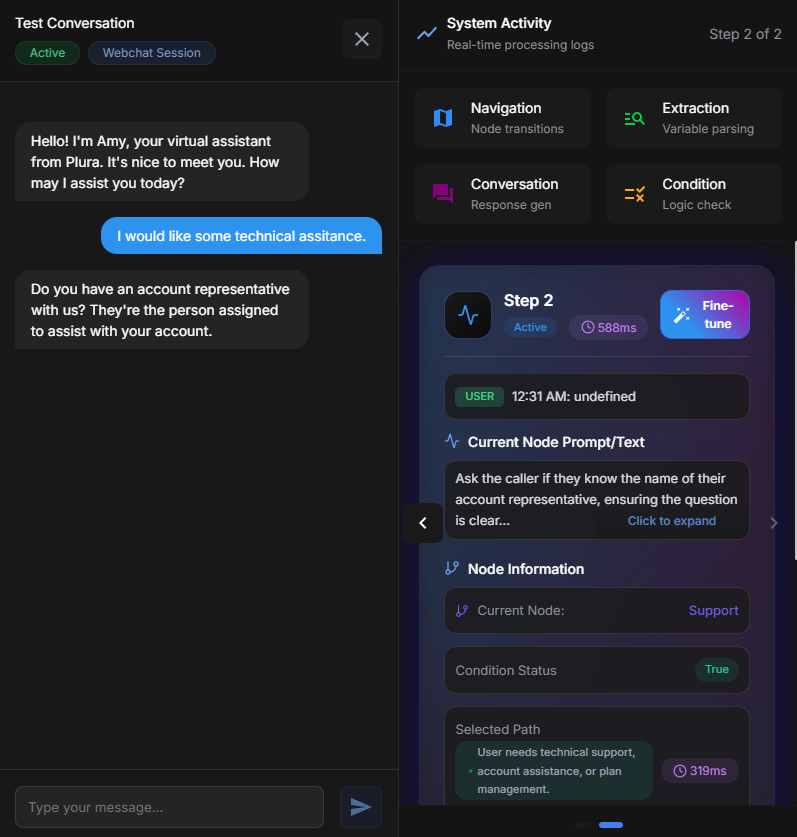 Test Conversation
Active
Webchat Session
Hello! I'm Amy, your virtual assistant
from Plura. It's nice to meet you. How
may I assist you today?
I would like some technical assitance.
Do you have an account representative
with us? They're the person assigned
to assist with your account.
Type your message...
System Activity
Real-time processing logs
Step 2 of 2
Navigation
Node transitions
Extraction
Variable parsing
Conversation
Response gen
Condition
Logic check
Step 2
Active
588ms
Fine-
tune
USER 12:31 AM: undefined
Current Node Prompt/Text
Ask the caller if they know the name of their
account representative, ensuring the question
is clear...
Click to expand
Node Information
Current Node: Support
Condition Status True
Selected Path
User needs technical support,
account assistance, or plan
management.
319ms